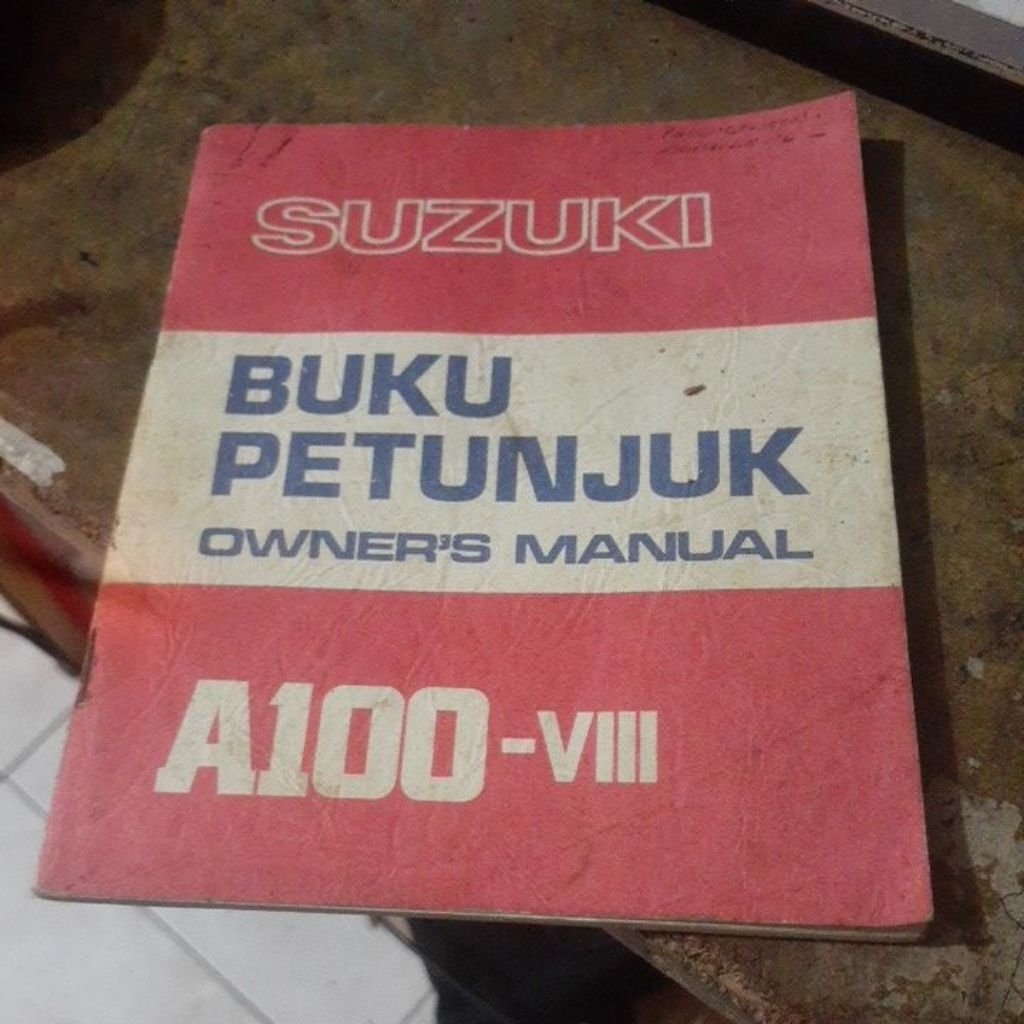 SUZUKI
BUKU
PETUNJUK
OWNER'S MANUAL
A100-VIII